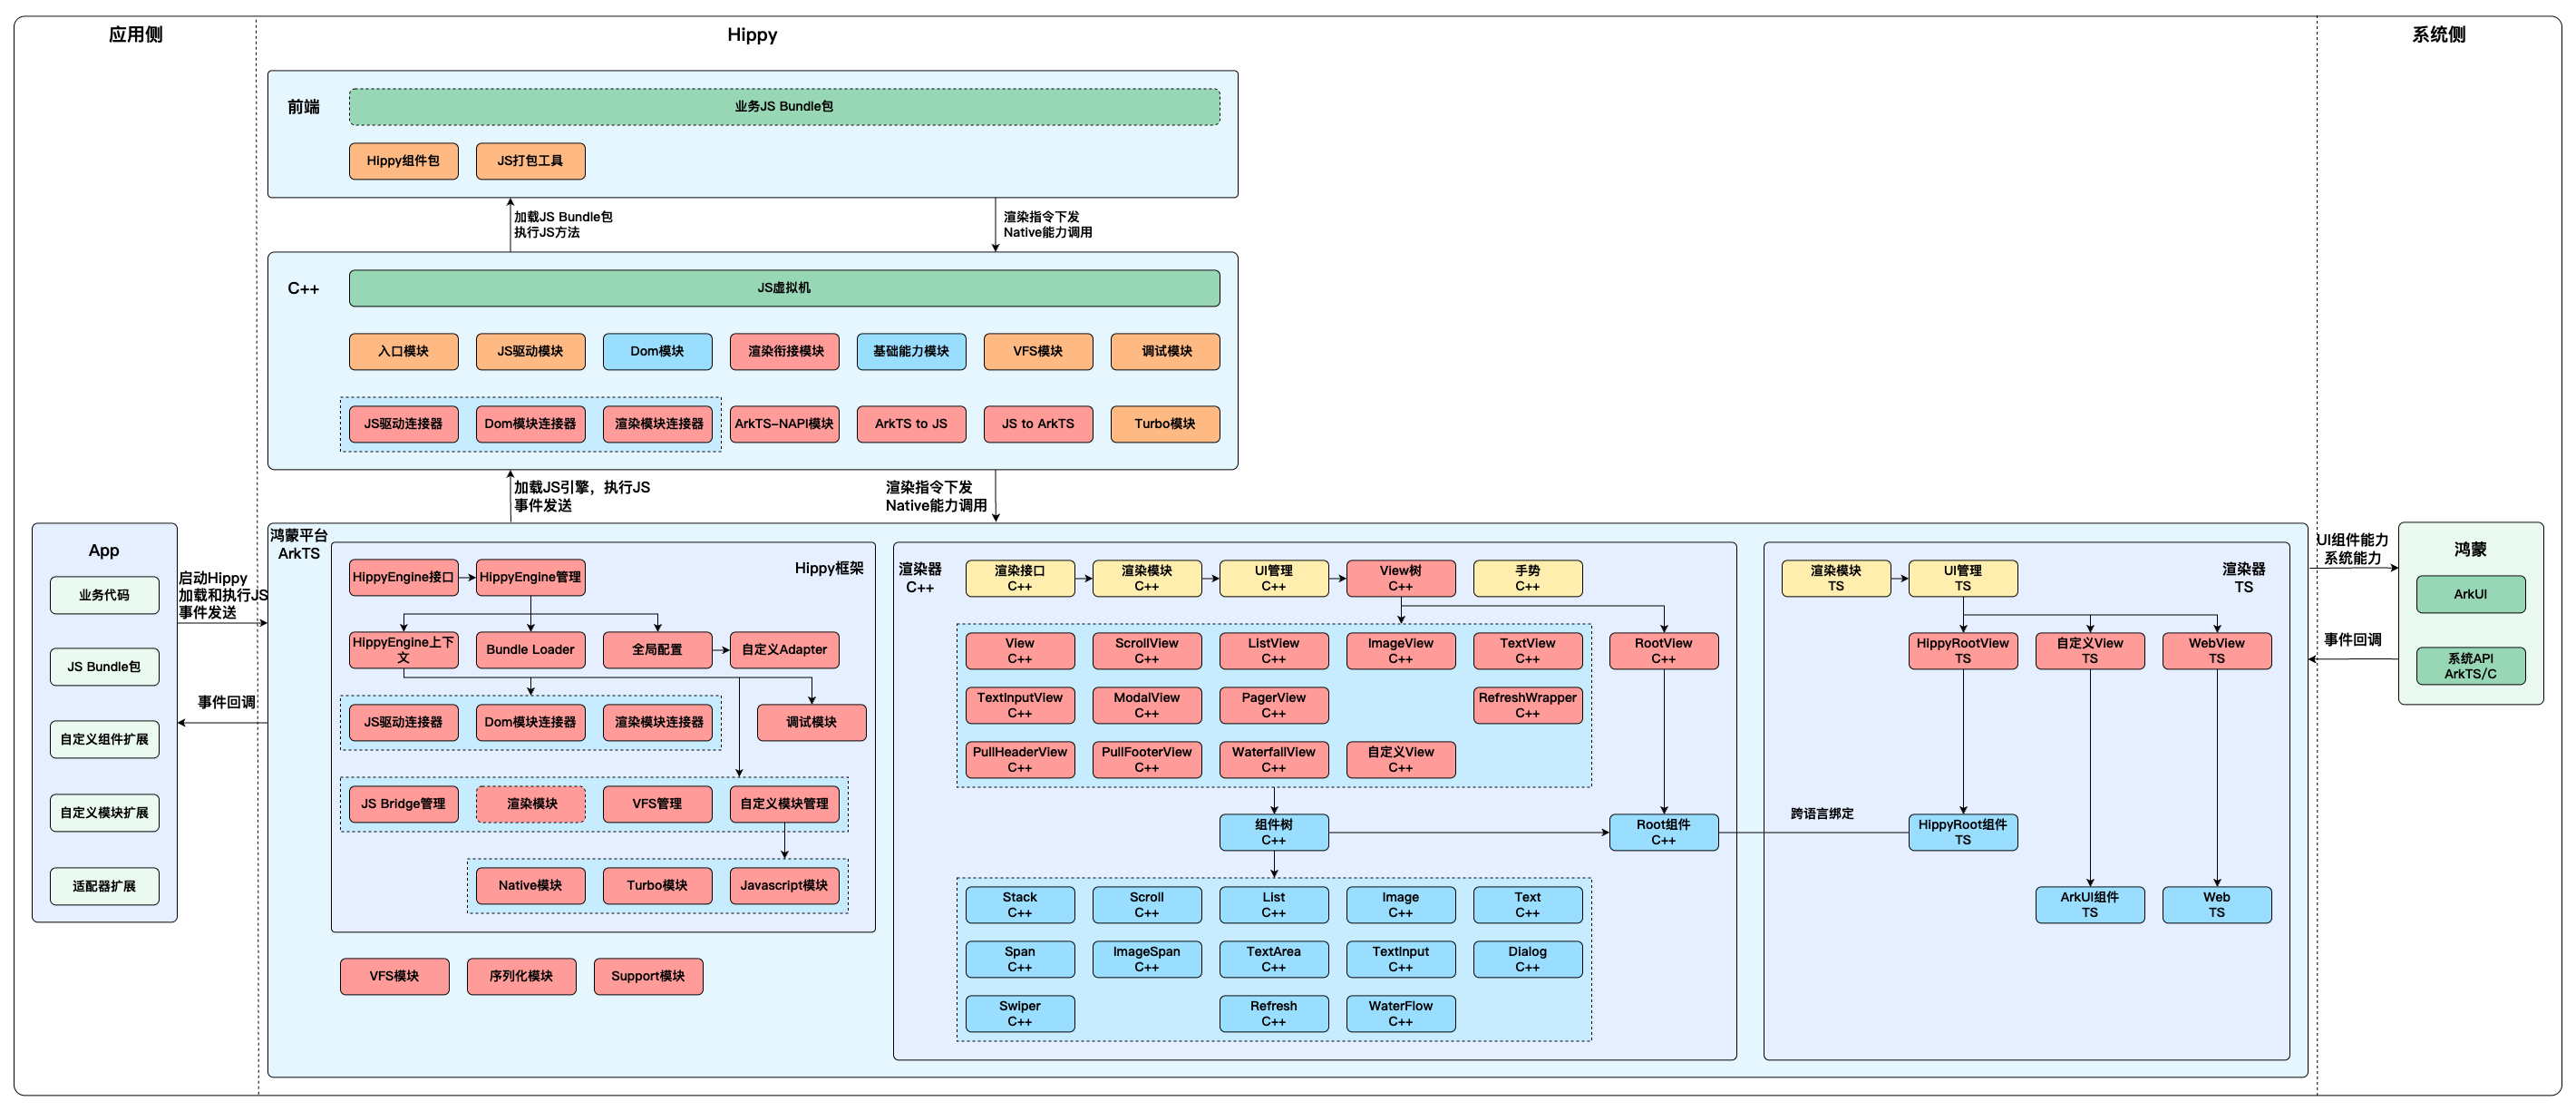 应用侧
Hippy
系统侧
前端
业务JS Bundle包
Hippy组件包
JS打包工具
加载JS Bundle包
执行JS方法
渲染指令下发
Native能力调用
C++
JS虚拟机
入口模块
JS驱动模块
Dom模块
渲染衔接模块
基础能力模块
VFS模块
调试模块
JS驱动连接器
Dom模块连接器
渲染模块连接器
ArkTS-NAPI模块
ArkTS to JS
JS to ArkTS
Turbo模块
加载JS引擎，执行JS
事件发送
渲染指令下发
Native能力调用
App
业务代码
JS Bundle包
自定义组件扩展
自定义模块扩展
适配器扩展
启动Hippy
加载和执行JS
事件发送
事件回调
鸿蒙平台
ArkTS
Hippy框架
HippyEngine接口
HippyEngine管理
HippyEngine上下
文
Bundle Loader
全局配置
自定义Adapter
JS驱动连接器
Dom模块连接器
渲染模块连接器
调试模块
JS Bridge管理
渲染模块
VFS管理
自定义模块管理
Native模块
Turbo模块
Javascript模块
VFS模块
序列化模块
Support模块
渲染器
C++
渲染接口
C++
渲染模块
C++
UI管理
C++
View树
C++
手势
C++
View
C++
ScrollView
C++
ListView
C++
ImageView
C++
TextView
C++
RootView
C++
TextInputView
C++
ModalView
C++
PagerView
C++
RefreshWrapper
C++
PullHeaderView
C++
PullFooterView
C++
WaterfallView
C++
自定义View
C++
组件树
C++
Root组件
C++
跨语言绑定
Stack
C++
Scroll
C++
List
C++
Image
C++
Text
C++
Span
C++
ImageSpan
C++
TextArea
C++
TextInput
C++
Dialog
C++
Swiper
C++
Refresh
C++
WaterFlow
C++
渲染模块
TS
UI管理
TS
渲染器
TS
HippyRootView
TS
自定义View
TS
WebView
TS
HippyRoot组件
TS
ArkUI组件
TS
Web
TS
UI组件能力
系统能力
事件回调
鸿蒙
ArkUI
系统API
ArkTS/C